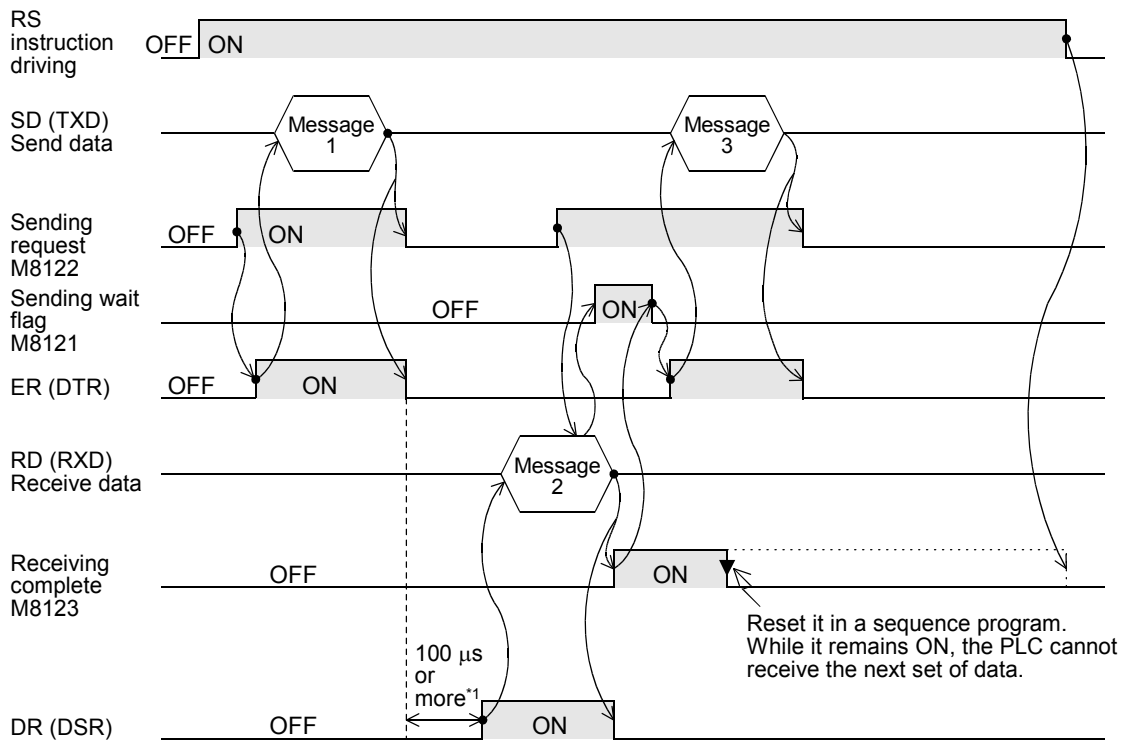 RS
instruction
driving
OFF
ON
SD (TXD)
Send data
Message
1
Message
3
Sending
request
M8122
OFF
ON
Sending wait
flag
M8121
OFF
ON
ER (DTR)
OFF
ON
RD (RXD)
Receive data
Message
2
Receiving
complete
M8123
OFF
ON
Reset it in a sequence program.
While it remains ON, the PLC cannot
receive the next set of data.
100 μs
or
more*1
DR (DSR)
OFF
ON